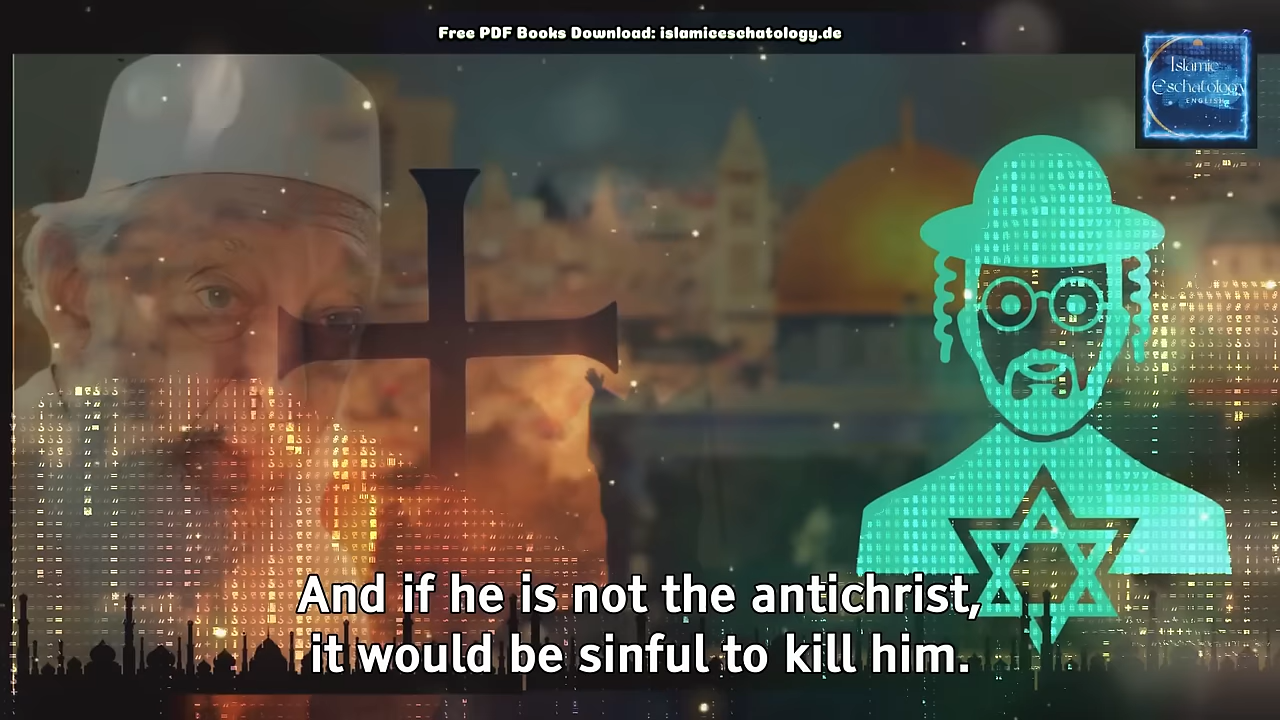 Free PDF Books Download: islamiceschatology.de
Islamic
Eschatology
ENGLISH
And if he is not the antichrist,
it would be sinful to kill him.